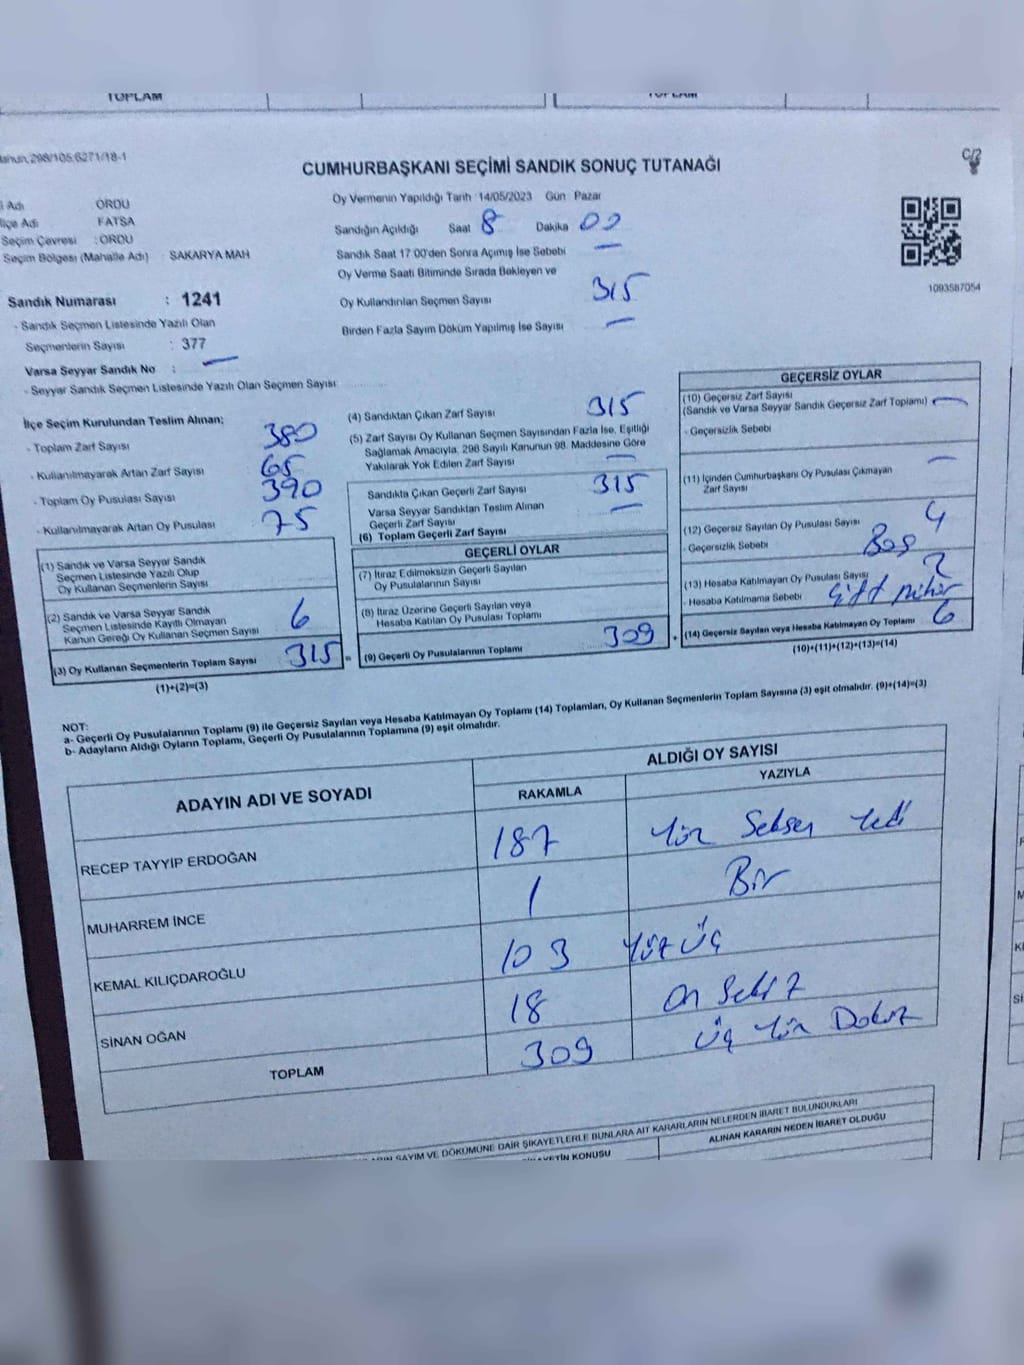 TOPLAM
TOPLAM
298/105.6271/18-1
C/2
CUMHURBAŞKANI SEÇİMİ SANDIK SONUÇ TUTANAĞI
Adı ORDU
Adı FATSA
Seçim Çevresi : ORDU
Seçim Bölgesi (Mahalle Adı) SAKARYA MAH
Sandık Numarası : 1241
- Sandık Seçmen Listesinde Yazılı Olan
Seçmenlerin Sayısı : 377
Varsa Seyyar Sandık No :
- Seyyar Sandık Seçmen Listesinde Yazılı Olan Seçmen Sayısı
Oy Vermenin Yapıldığı Tarih 14/05/2023 Gün Pazar
Sandığın Açıldığı Saat 8 Dakika 00
Sandık Saat 17:00'den Sonra Açımış İse Sebebi
Oy Verme Saati Bitiminde Sırada Bekleyen ve
Oy Kullandırılan Seçmen Sayısı 315
Birden Fazla Sayım Döküm Yapılmış İse Sayısı
1093587054
İlçe Seçim Kurulundan Teslim Alınan;
- Toplam Zarf Sayısı 380
- Kullanılmayarak Artan Zarf Sayısı 65
- Toplam Oy Pusulası Sayısı 390
- Kullanılmayarak Artan Oy Pusulası 75
(1) Sandık ve Varsa Seyyar Sandık
Seçmen Listesinde Yazılı Olup
Oy Kullanan Seçmenlerin Sayısı
(2) Sandık ve Varsa Seyyar Sandık
Seçmen Listesinde Kayıtlı Olmayan
Kanun Gereği Oy Kullanan Seçmen Sayısı 6
(3) Oy Kullanan Seçmenlerin Toplam Sayısı 315 =
(1)+(2)=(3)
(4) Sandıktan Çıkan Zarf Sayısı 315
(5) Zarf Sayısı Oy Kullanan Seçmen Sayısından Fazla İse, Eşitliği
Sağlamak Amacıyla, 298 Sayılı Kanunun 98. Maddesine Göre
Yakılarak Yok Edilen Zarf Sayısı
Sandıkta Çıkan Geçerli Zarf Sayısı 315
Varsa Seyyar Sandıktan Teslim Alınan
Geçerli Zarf Sayısı
(6) Toplam Geçerli Zarf Sayısı
GEÇERLİ OYLAR
(7) İtiraz Edilmeksizin Geçerli Sayılan
Oy Pusulalarının Sayısı
(8) İtiraz Üzerine Geçerli Sayılan veya
Hesaba Katılan Oy Pusulası Toplamı
(9) Geçerli Oy Pusulalarının Toplamı 309 +
GEÇERSİZ OYLAR
(10) Geçersiz Zarf Sayısı
(Sandık ve Varsa Seyyar Sandık Geçersiz Zarf Toplamı)
- Geçersizlik Sebebi
(11) İçinden Cumhurbaşkanı Oy Pusulası Çıkmayan
Zarf Sayısı
(12) Geçersiz Sayılan Oy Pusulası Sayısı 4
- Geçersizlik Sebebi Boş
(13) Hesaba Katılmayan Oy Pusulası Sayısı 2
- Hesaba Katılmama Sebebi Çift mühür
(14) Geçersiz Sayılan veya Hesaba Katılmayan Oy Toplamı 6
(10)+(11)+(12)+(13)=(14)
NOT:
a- Geçerli Oy Pusulalarının Toplamı (9) ile Geçersiz Sayılan veya Hesaba Katılmayan Oy Toplamı (14) Toplamları, Oy Kullanan Seçmenlerin Toplam Sayısına (3) eşit olmalıdır. (9)+(14)=(3)
b- Adayların Aldığı Oyların Toplamı, Geçerli Oy Pusulalarının Toplamına (9) eşit olmalıdır.
ADAYIN ADI VE SOYADI ALDIĞI OY SAYISI
RAKAMLA YAZIYLA
RECEP TAYYİP ERDOĞAN 187 Yüz Seksen Yedi
MUHARREM İNCE 1 Bir
KEMAL KILIÇDAROĞLU 103 Yüz Üç
SİNAN OĞAN 18 On Sekiz
TOPLAM 309 Üç Yüz Dokuz
SAYIM VE DÖKÜMÜNE DAİR ŞİKAYETLERLE BUNLARA AİT KARARLARIN NELERDEN İBARET BULUNDUKLARI
KONUSU ALINAN KARARIN NEDEN İBARET OLDUĞU